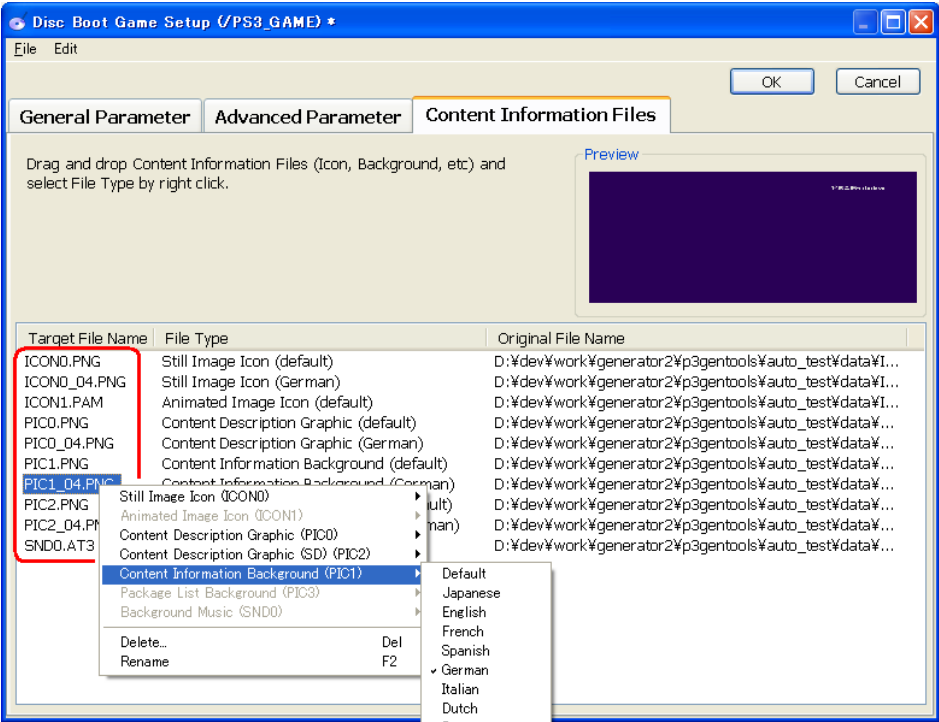 Disc Boot Game Setup (/PS3_GAME) *
File Edit
OK Cancel
General Parameter Advanced Parameter Content Information Files
Drag and drop Content Information Files (Icon, Background, etc) and
select File Type by right click.
Preview
Target File Name File Type Original File Name
ICON0.PNG Still Image Icon (default) D:¥dev¥work¥generator2¥p3gentools¥auto_test¥data¥I...
ICON0_04.PNG Still Image Icon (German) D:¥dev¥work¥generator2¥p3gentools¥auto_test¥data¥I...
ICON1.PAM Animated Image Icon (default) D:¥dev¥work¥generator2¥p3gentools¥auto_test¥data¥I...
PIC0.PNG Content Description Graphic (default) D:¥dev¥work¥generator2¥p3gentools¥auto_test¥data¥...
PIC0_04.PNG Content Description Graphic (German) D:¥dev¥work¥generator2¥p3gentools¥auto_test¥data¥...
PIC1.PNG Content Information Background (default) D:¥dev¥work¥generator2¥p3gentools¥auto_test¥data¥...
PIC1_04.PNG Content Information Background (German) D:¥dev¥work¥generator2¥p3gentools¥auto_test¥data¥...
PIC2.PNG ult) D:¥dev¥work¥generator2¥p3gentools¥auto_test¥data¥...
PIC2_04.PN man) D:¥dev¥work¥generator2¥p3gentools¥auto_test¥data¥...
SND0.AT3 D:¥dev¥work¥generator2¥p3gentools¥auto_test¥data¥...
Still Image Icon (ICON0)
Animated Image Icon (ICON1)
Content Description Graphic (PIC0)
Content Description Graphic (SD) (PIC2)
Content Information Background (PIC1)
Package List Background (PIC3)
Background Music (SND0)
Delete... Del
Rename F2
Default
Japanese
English
French
Spanish
German
Italian
Dutch